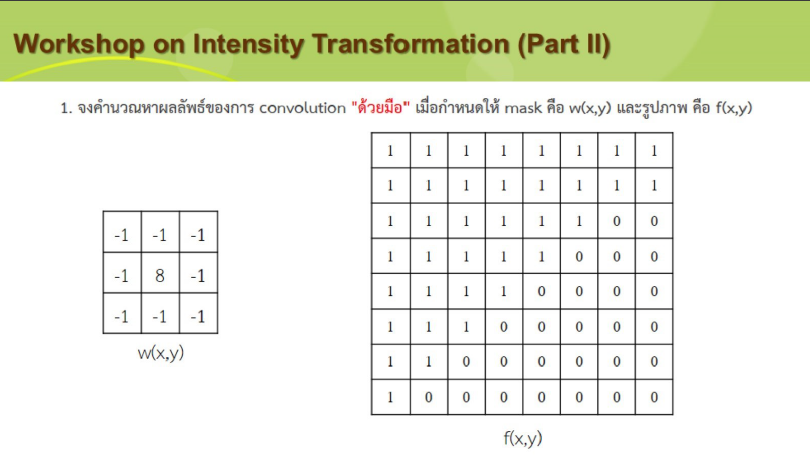 Workshop on Intensity Transformation (Part II)
1. จงคำนวณหาผลลัพธ์ของการ convolution "ด้วยมือ" เมื่อกำหนดให้ mask คือ w(x,y) และรูปภาพ คือ f(x,y)
-1 -1 -1
-1 8 -1
-1 -1 -1
w(x,y)
1 1 1 1 1 1 1 1
1 1 1 1 1 1 1 1
1 1 1 1 1 1 0 0
1 1 1 1 1 0 0 0
1 1 1 1 0 0 0 0
1 1 1 0 0 0 0 0
1 1 0 0 0 0 0 0
1 0 0 0 0 0 0 0
f(x,y)